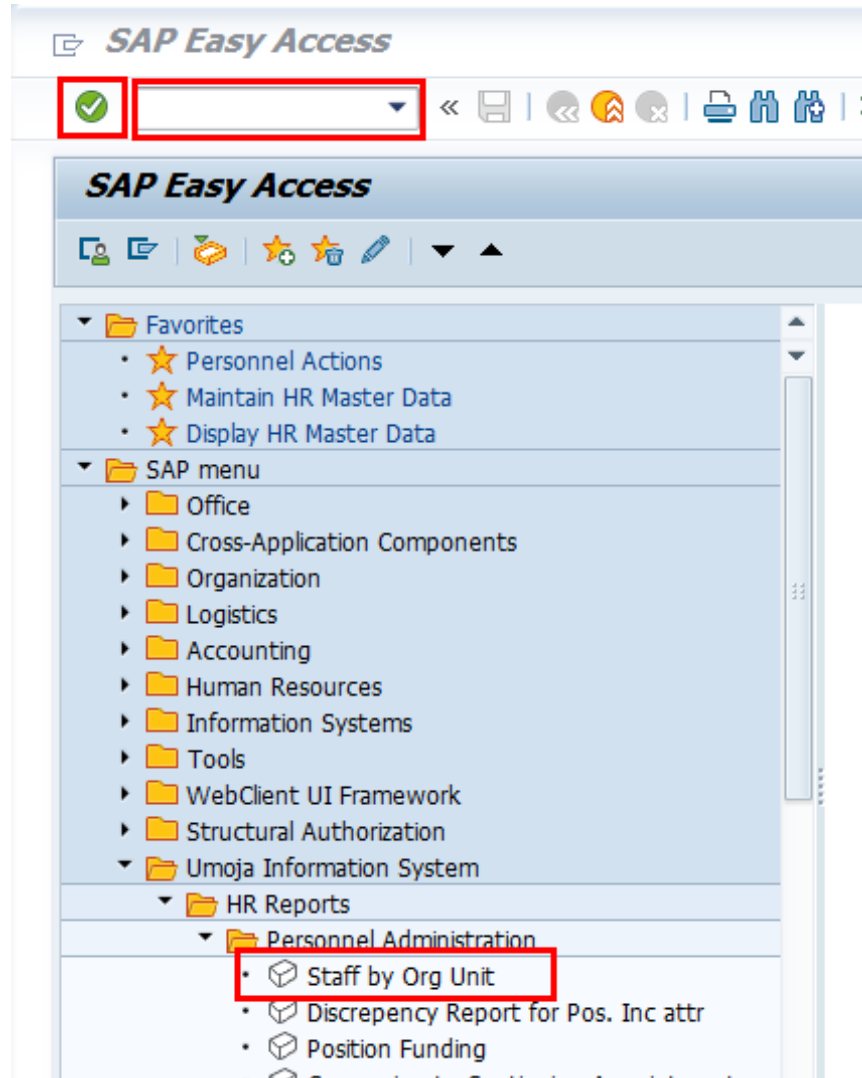 SAP Easy Access
SAP Easy Access
Favorites
Personnel Actions
Maintain HR Master Data
Display HR Master Data
SAP menu
Office
Cross-Application Components
Organization
Logistics
Accounting
Human Resources
Information Systems
Tools
WebClient UI Framework
Structural Authorization
Umoja Information System
HR Reports
Personnel Administration
Staff by Org Unit
Discrepency Report for Pos. Inc attr
Position Funding